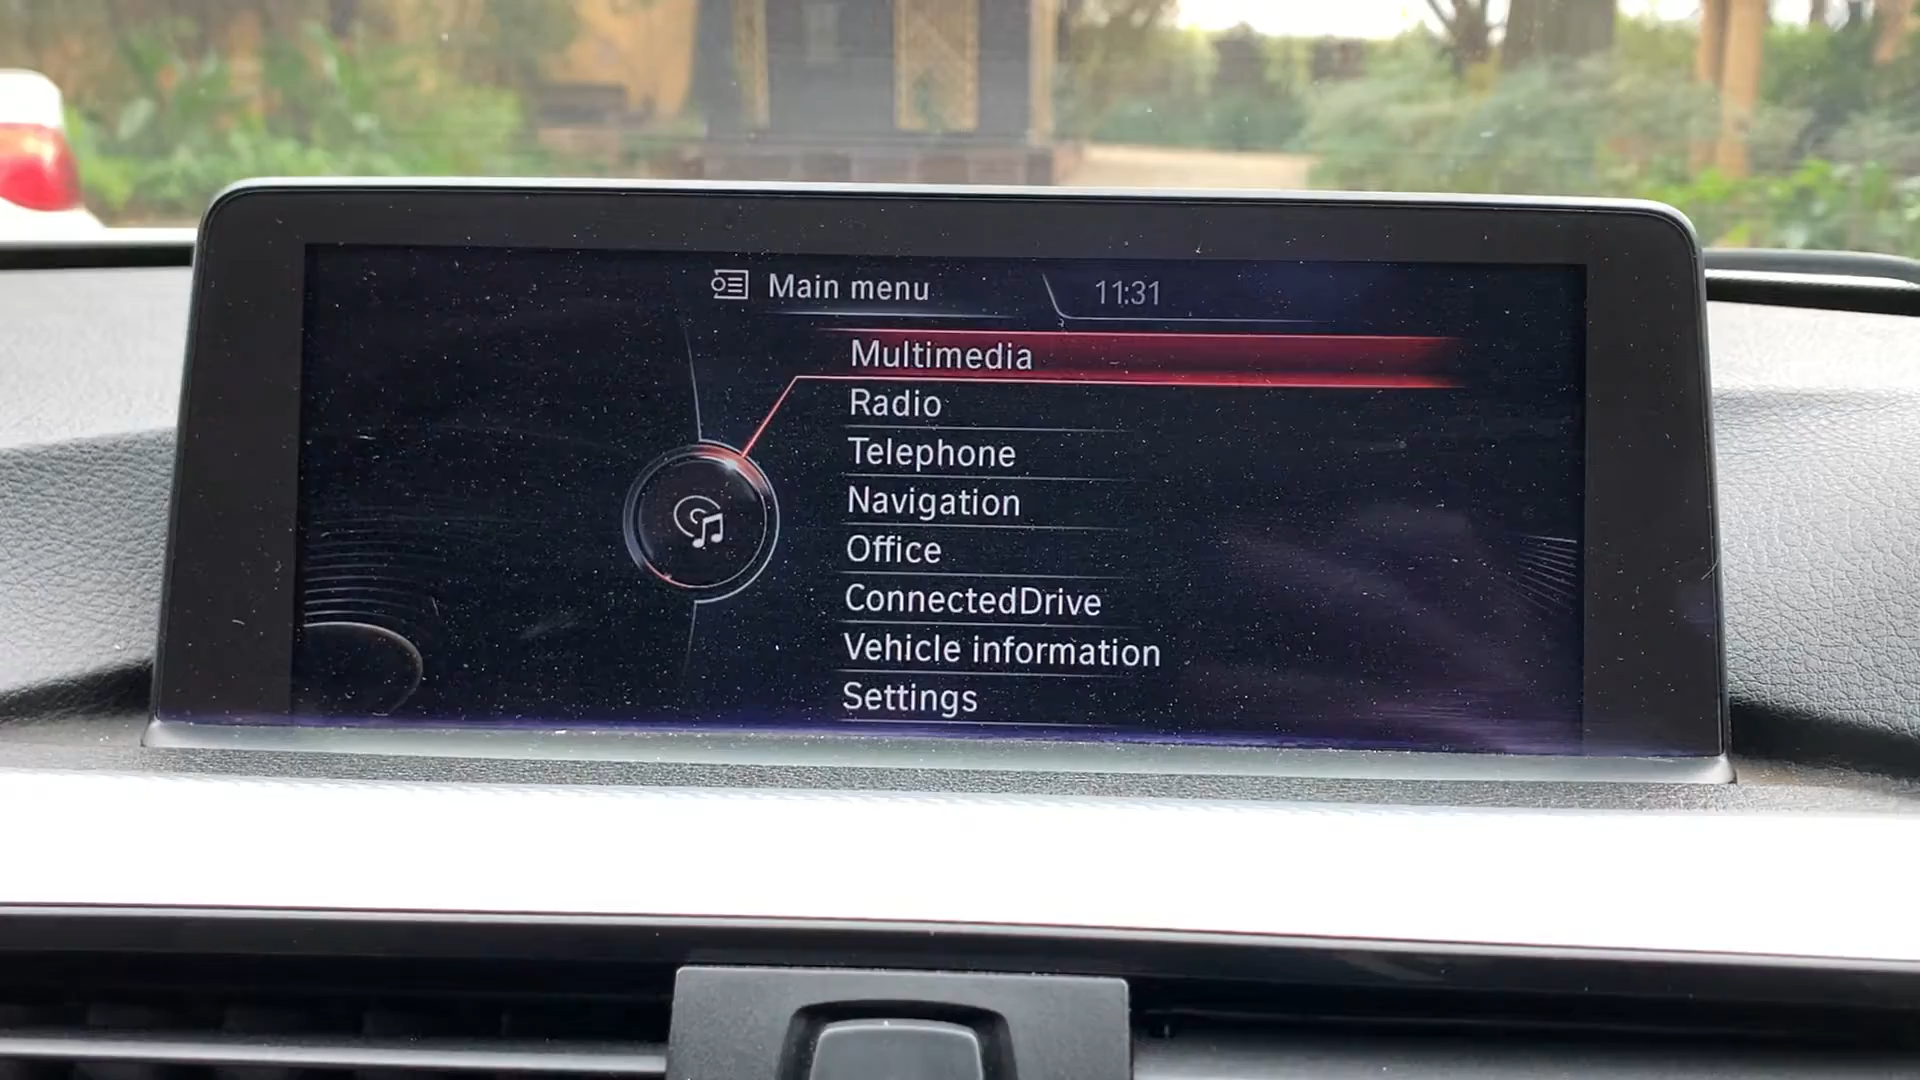 Main menu
11:31
Multimedia
Radio
Telephone
Navigation
Office
ConnectedDrive
Vehicle information
Settings